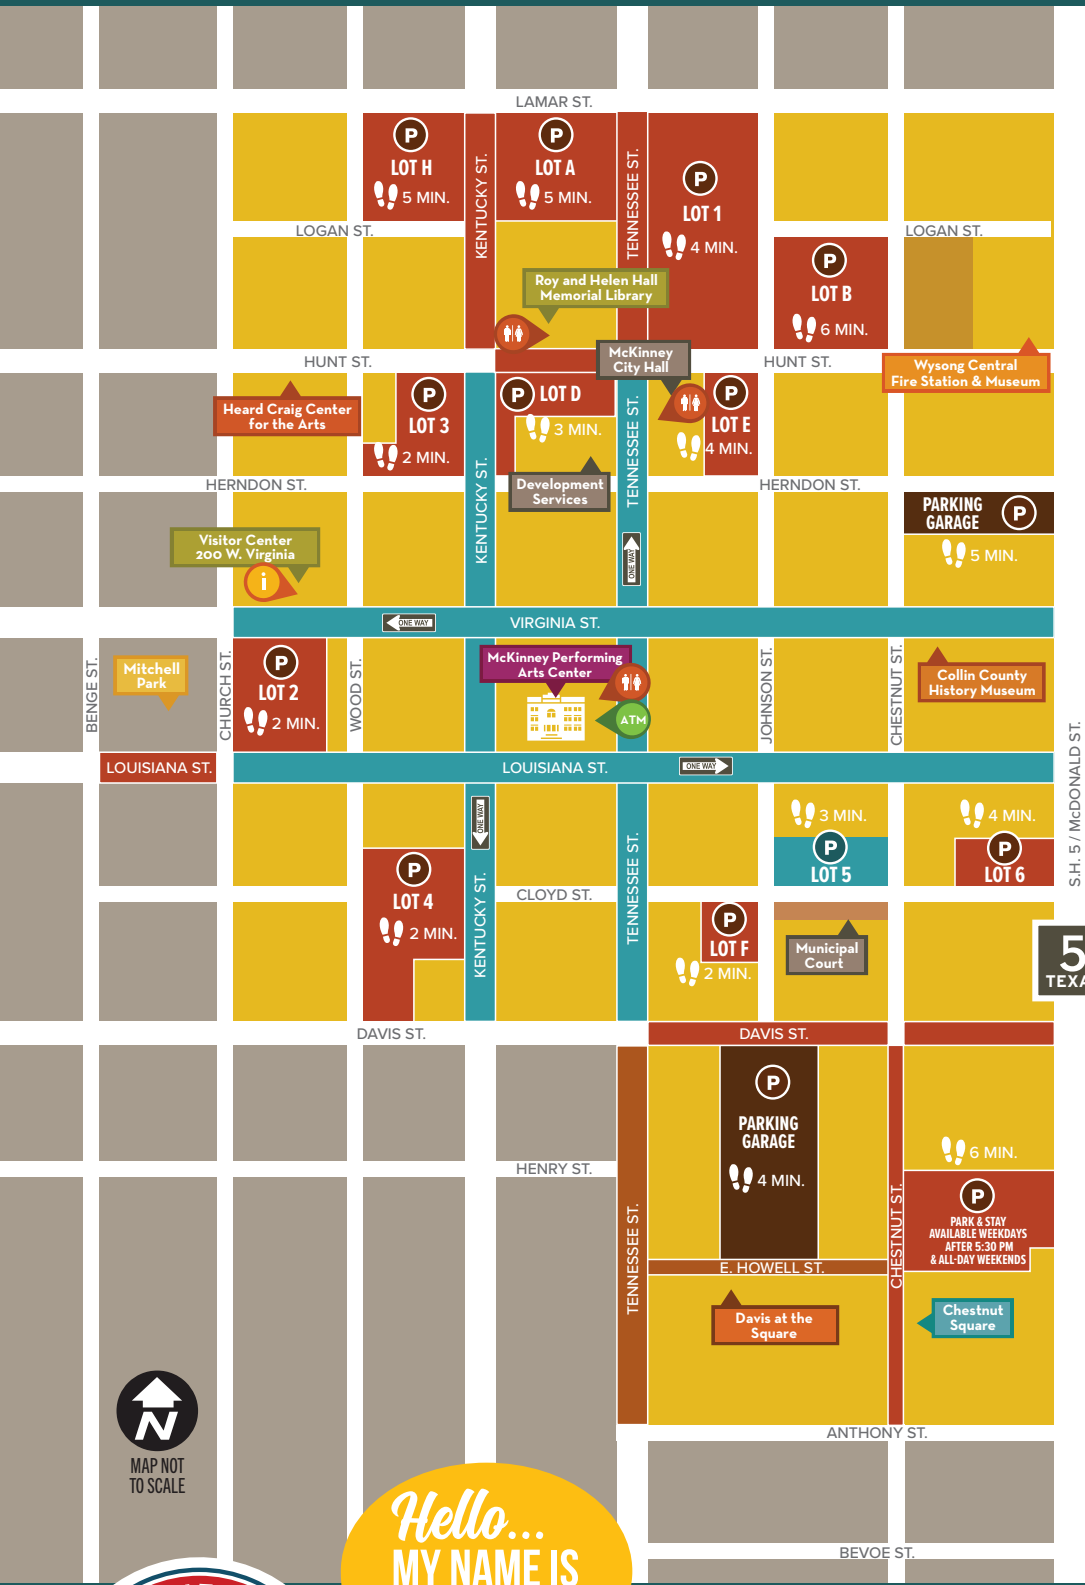 LAMAR ST.
P
LOT H
5 MIN.
KENTUCKY ST.
P
LOT A
5 MIN.
TENNESSEE ST.
P
LOT 1
4 MIN.
LOGAN ST.
LOGAN ST.
P
LOT B
6 MIN.
Roy and Helen Hall
Memorial Library
McKinney
City Hall
HUNT ST.
HUNT ST.
Wysong Central
Fire Station & Museum
Heard Craig Center
for the Arts
P
LOT 3
2 MIN.
P
LOT D
3 MIN.
TENNESSEE ST.
P
LOT E
4 MIN.
KENTUCKY ST.
Development
Services
HERNDON ST.
HERNDON ST.
PARKING
GARAGE
P
5 MIN.
Visitor Center
200 W. Virginia
i
ONE WAY
ONE WAY
VIRGINIA ST.
BENGE ST.
Mitchell
Park
CHURCH ST.
P
LOT 2
2 MIN.
WOOD ST.
McKinney Performing
Arts Center
ATM
JOHNSON ST.
CHESTNUT ST.
Collin County
History Museum
S.H. 5 / McDONALD ST.
LOUISIANA ST.
LOUISIANA ST.
ONE WAY
ONE WAY
KENTUCKY ST.
TENNESSEE ST.
3 MIN.
P
LOT 5
4 MIN.
P
LOT 6
P
LOT 4
2 MIN.
CLOYD ST.
P
LOT F
2 MIN.
Municipal
Court
5
TEXA
DAVIS ST.
DAVIS ST.
P
PARKING
GARAGE
4 MIN.
HENRY ST.
TENNESSEE ST.
CHESTNUT ST.
6 MIN.
P
PARK & STAY
AVAILABLE WEEKDAYS
AFTER 5:30 PM
& ALL-DAY WEEKENDS
E. HOWELL ST.
Davis at the
Square
Chestnut
Square
N
MAP NOT
TO SCALE
ANTHONY ST.
Hello...
MY NAME IS
BEVOE ST.